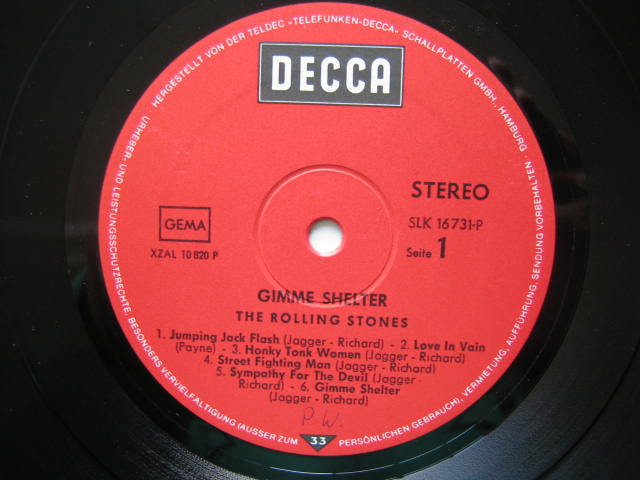 HERGESTELLT VON DER TELDEC »TELEFUNKEN-DECCA« SCHALLPLATTEN GMBH., HAMBURG · URHEBER- UND LEISTUNGSSCHUTZRECHTE, BESONDERS VERVIELFÄLTIGUNG (AUSSER ZUM PERSÖNLICHEN GEBRAUCH), VERMIETUNG, AUFFÜHRUNG, SENDUNG VORBEHALTEN ·
DECCA
STEREO
GEMA
SLK 16731-P
XZAL 10 820 P
Seite 1
GIMME SHELTER
THE ROLLING STONES
1. Jumping Jack Flash (Jagger - Richard) - 2. Love In Vain
(Payne) - 3. Honky Tonk Women (Jagger - Richard)
4. Street Fighting Man (Jagger - Richard)
5. Sympathy For The Devil (Jagger -
Richard) - 6. Gimme Shelter
(Jagger - Richard)
P.W.
33